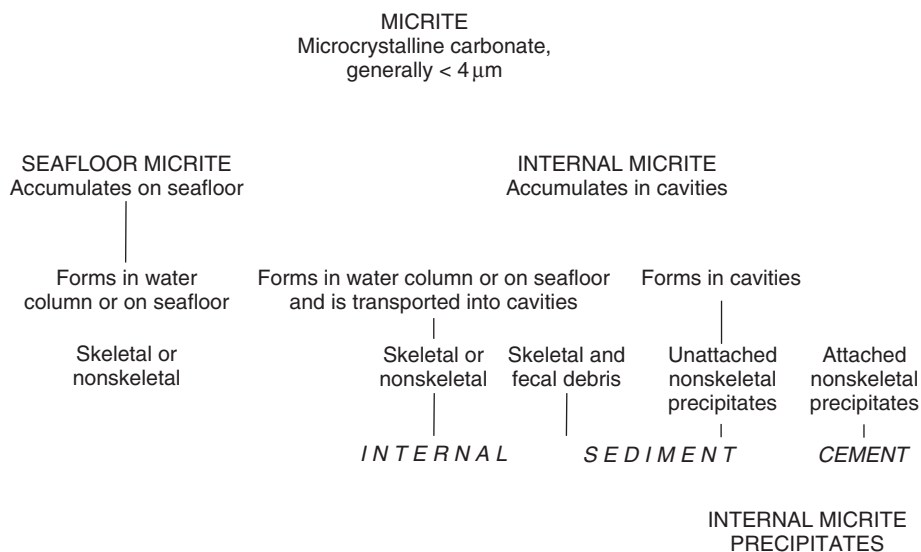 MICRITE
Microcrystalline carbonate,
generally < 4 µm
SEAFLOOR MICRITE
Accumulates on seafloor
INTERNAL MICRITE
Accumulates in cavities
Forms in water
column or on seafloor
Forms in water column or on seafloor
and is transported into cavities
Forms in cavities
Skeletal or
nonskeletal
Skeletal or
nonskeletal
Skeletal and
fecal debris
Unattached
nonskeletal
precipitates
Attached
nonskeletal
precipitates
INTERNAL SEDIMENT CEMENT
INTERNAL MICRITE
PRECIPITATES